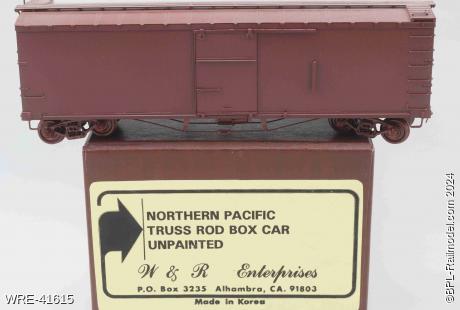 NORTHERN PACIFIC
TRUSS ROD BOX CAR
UNPAINTED
W & R Enterprises
P.O. Box 3235 Alhambra, CA. 91803
Made in Korea
WRE-41615
©BPL-Railmodel.com 2024